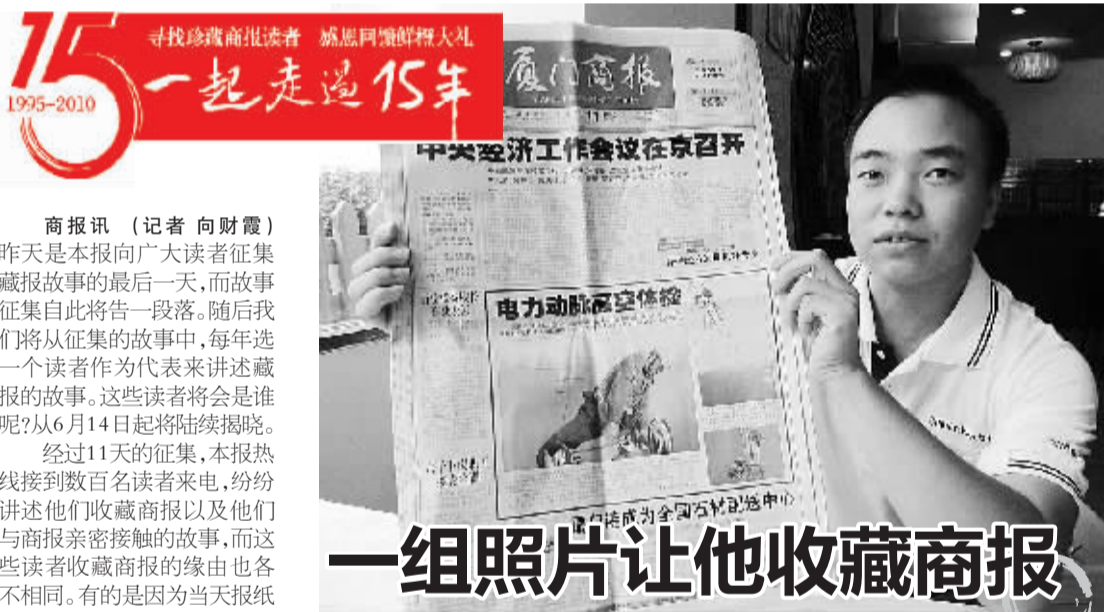 寻找珍藏商报读者 感恩回馈鲜橙大礼
15
1995-2010
一起走过15年
厦门商报
中央经济工作会议在京召开
电力动脉高空体检
成为全国石材配送中心
一组照片让他收藏商报
商报讯 （记者 向财霞）
昨天是本报向广大读者征集
藏报故事的最后一天，而故事
征集自此将告一段落。随后我
们将从征集的故事中，每年选
一个读者作为代表来讲述藏
报的故事。这些读者将会是谁
呢？从6月14日起将陆续揭晓。
经过11天的征集，本报热
线接到数百名读者来电，纷纷
讲述他们收藏商报以及他们
与商报亲密接触的故事，而这
些读者收藏商报的缘由也各
不相同。有的是因为当天报纸